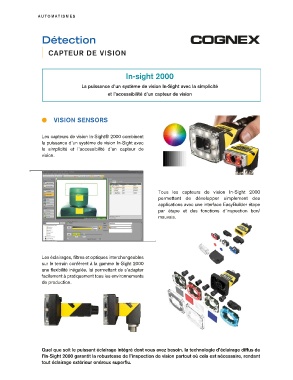 AUTOMATISMES
Détection
COGNEX
CAPTEUR DE VISION
In-sight 2000
La puissance d'un système de vision In-Sight avec la simplicité
et l'accessibilité d'un capteur de vision
VISION SENSORS
Les capteurs de vision In-Sight® 2000 combinent
la puissance d'un système de vision In-Sight avec
la simplicité et l'accessibilité d'un capteur de
vision.
Tous les capteurs de vision In-Sight 2000
permettent de développer simplement des
applications avec une interface EasyBuilder étape
par étape et des fonctions d'inspection bon/
mauvais.
Les éclairages, filtres et optiques interchangeables
sur le terrain confèrent à la gamme In-Sight 2000
une flexibilité inégalée, lui permettant de s'adapter
facilement à pratiquement tous les environnements
de production.
Quel que soit le puissant éclairage intégré dont vous avez besoin, la technologie d'éclairage diffus de
l'In-Sight 2000 garantit la robustesse de l'inspection de vision partout où cela est nécessaire, rendant
tout éclairage extérieur onéreux superflu.